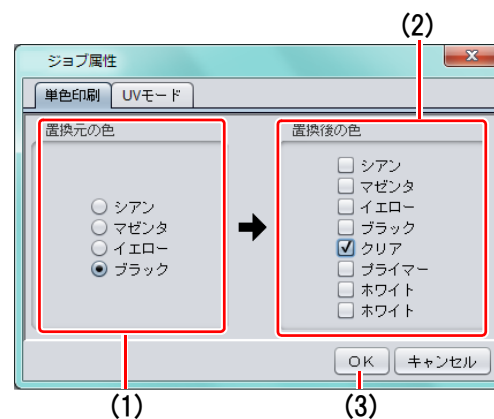 (2)
ジョブ属性
単色印刷 UVモード
置換元の色
シアン
マゼンタ
イエロー
ブラック
置換後の色
シアン
マゼンタ
イエロー
ブラック
クリア
プライマー
ホワイト
ホワイト
OK キャンセル
(1)
(3)